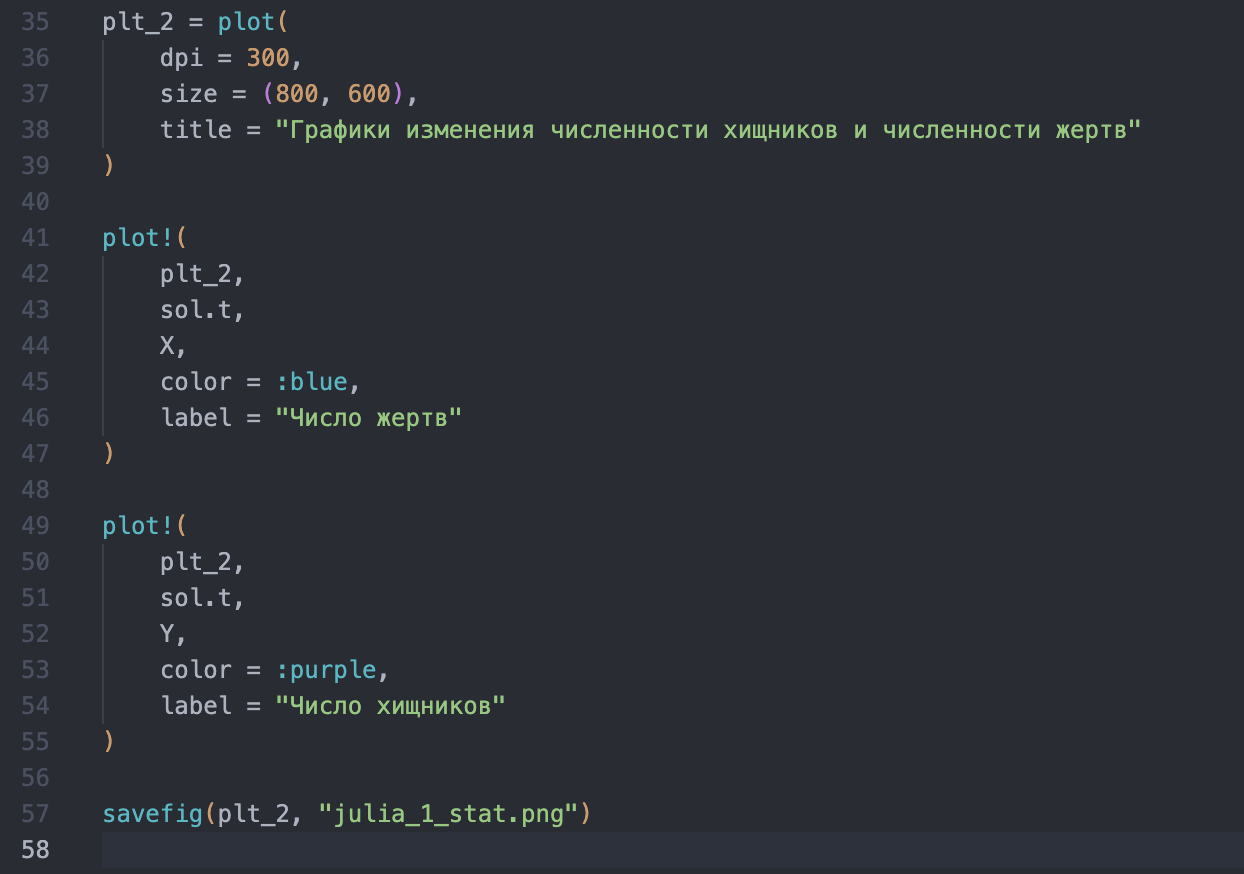 35 plt_2 = plot(
36     dpi = 300,
37     size = (800, 600),
38     title = "Графики изменения численности хищников и численности жертв"
39 )
40
41 plot!(
42     plt_2,
43     sol.t,
44     X,
45     color = :blue,
46     label = "Число жертв"
47 )
48
49 plot!(
50     plt_2,
51     sol.t,
52     Y,
53     color = :purple,
54     label = "Число хищников"
55 )
56
57 savefig(plt_2, "julia_1_stat.png")
58